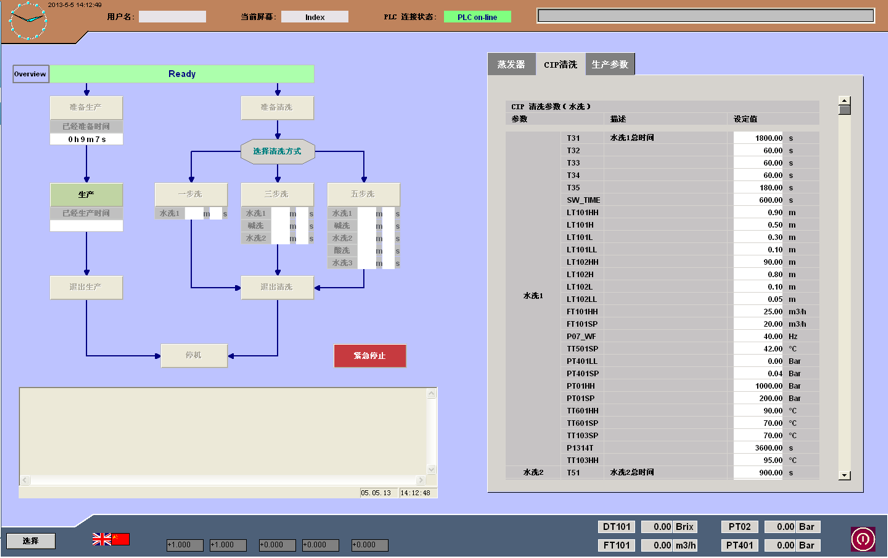 2013-5-5 14:12:49
用户名:
当前屏幕: Index
PLC 连接状态: PLC on-line
Overview
Ready
准备生产
已经准备时间
0 h 9 m 7 s
生产
已经生产时间
退出生产
准备清洗
选择清洗方式
一步洗
水洗1 m s
三步洗
水洗1 m s
碱洗 m s
水洗2 m s
五步洗
水洗1 m s
碱洗 m s
水洗2 m s
酸洗 m s
水洗3 m s
退出清洗
停机
紧急停止
05.05.13 14:12:48
蒸发器 CIP清洗 生产参数
CIP 清洗参数(水洗)
参数 描述 设定值
水洗1
T31 水洗1总时间 1800.00 s
T32 60.00 s
T33 60.00 s
T34 60.00 s
T35 180.00 s
SW_TIME 600.00 s
LT101HH 0.90 m
LT101H 0.50 m
LT101L 0.30 m
LT101LL 0.10 m
LT102HH 90.00 m
LT102H 0.80 m
LT102L 0.10 m
LT102LL 0.05 m
FT101HH 25.00 m3/h
FT101SP 20.00 m3/h
P07_WF 40.00 Hz
TT501SP 42.00 °C
PT401LL 0.00 Bar
PT401SP 0.04 Bar
PT01HH 1000.00 Bar
PT01SP 200.00 Bar
TT601HH 90.00 °C
TT601SP 70.00 °C
TT103SP 70.00 °C
P1314T 3600.00 s
TT103HH 95.00 °C
水洗2 T51 水洗2总时间 900.00 s
选择
+1.000 +1.000 +0.000 +0.000 +0.000
DT101 0.00 Brix PT02 0.00 Bar
FT101 0.00 m3/h PT401 0.00 Bar